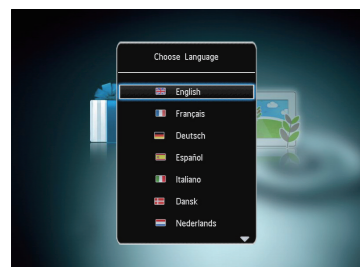 Choose Language
English
Français
Deutsch
Español
Italiano
Dansk
Nederlands